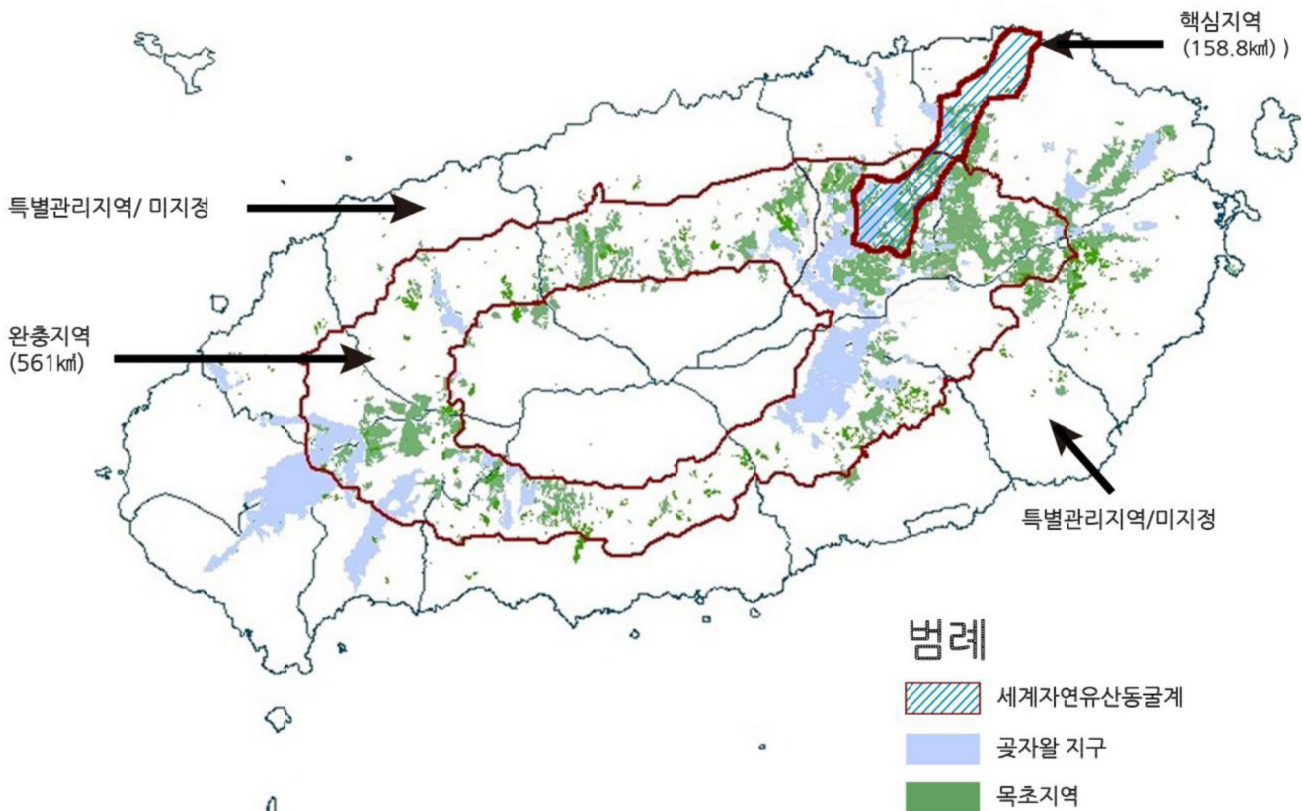 핵심지역
(158.8㎢) )
특별관리지역/ 미지정
완충지역
(561㎢)
특별관리지역/미지정
범례
세계자연유산동굴계
곶자왈 지구
목초지역